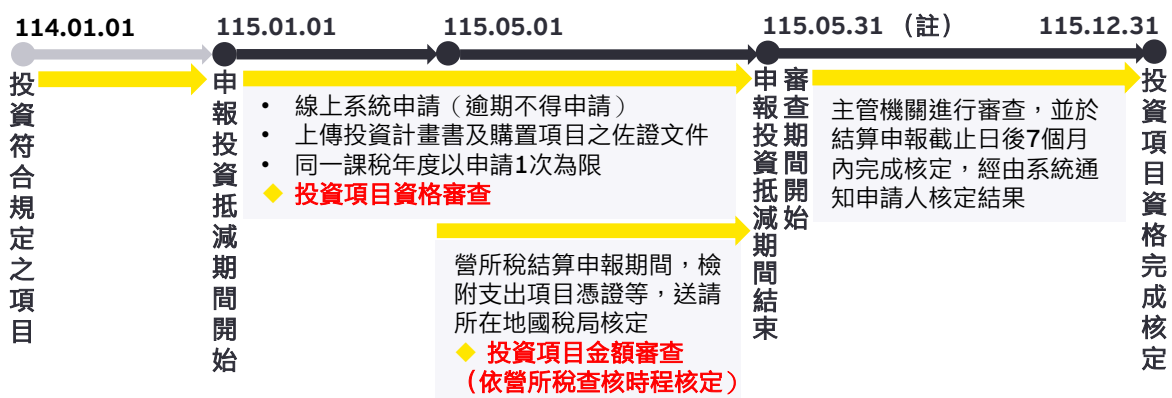 114.01.01
115.01.01
115.05.01
115.05.31 (註)
115.12.31
投資符合規定之項目
申報投資抵減期間開始
• 線上系統申請（逾期不得申請）
• 上傳投資計畫書及購置項目之佐證文件
• 同一課稅年度以申請1次為限
◆ 投資項目資格審查
營所稅結算申報期間，檢
附支出項目憑證等，送請
所在地國稅局核定
◆ 投資項目金額審查
（依營所稅查核時程核定）
申報投資抵減期間結束
審查期間開始
主管機關進行審查，並於
結算申報截止日後7個月
內完成核定，經由系統通
知申請人核定結果
投資項目資格完成核定